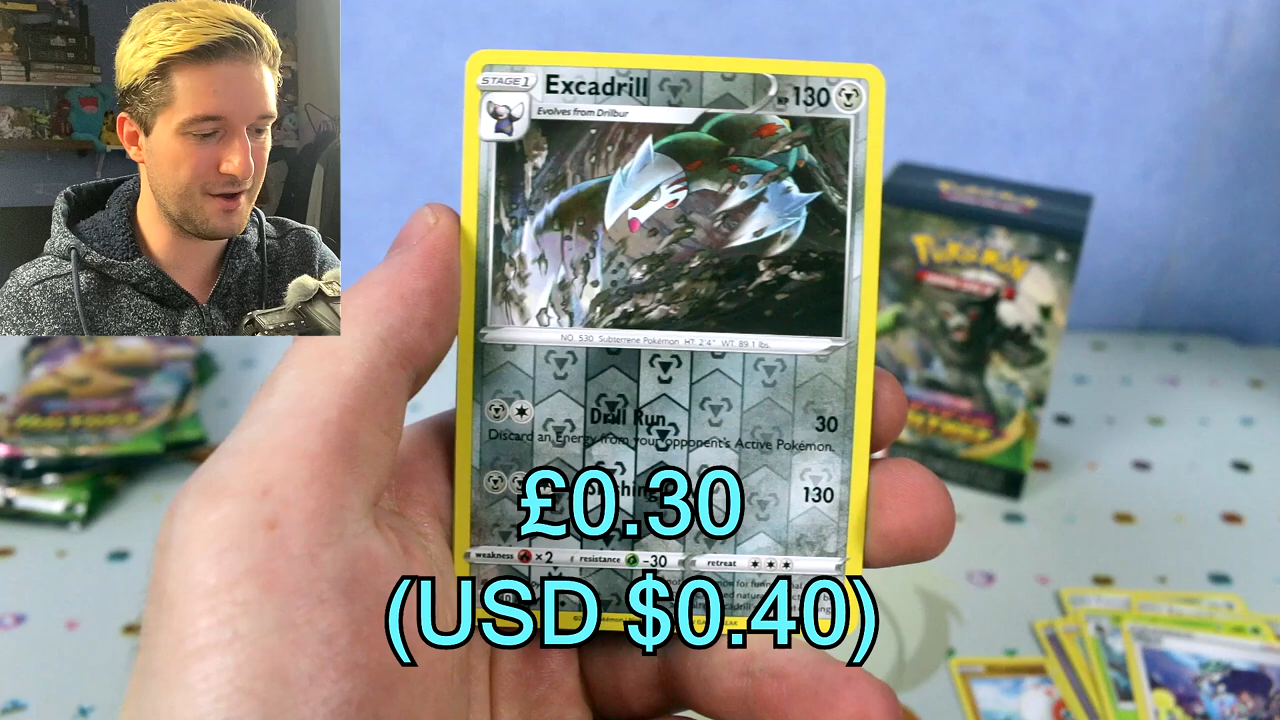 STAGE 1
Excadrill
HP 130
Evolves from Drilbur
NO. 530 Subterrene Pokémon HT: 2'4" WT: 89.1 lbs.
Drill Run 30
Discard an Energy from your opponent's Active Pokémon.
130
weakness ×2 resistance -30 retreat
£0.30
(USD $0.40)
Pokémon